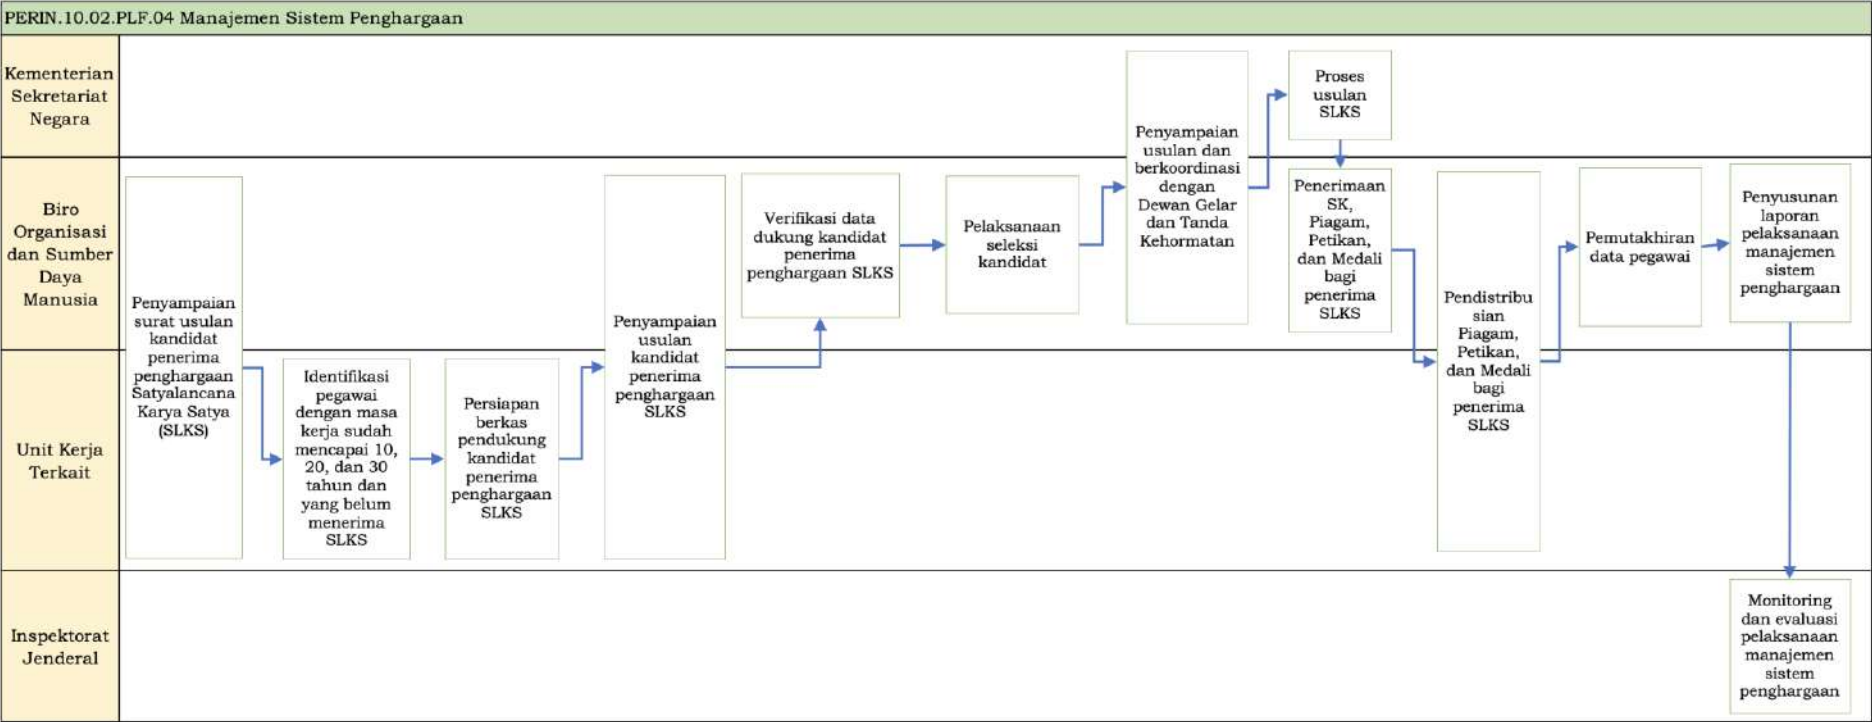 PERIN.10.02.PLF.04 Manajemen Sistem Penghargaan
Kementerian
Sekretariat
Negara
Penyampaian
usulan dan
berkoordinasi
dengan
Dewan Gelar
dan Tanda
Kehormatan
Proses
usulan
SLKS
Biro
Organisasi
dan Sumber
Daya
Manusia
Penyampaian
surat usulan
kandidat
penerima
penghargaan
Satyalancana
Karya Satya
(SLKS)
Penyampaian
usulan
kandidat
penerima
penghargaan
SLKS
Verifikasi data
dukung kandidat
penerima
penghargaan SLKS
Pelaksanaan
seleksi
kandidat
Penerimaan
SK,
Piagam,
Petikan,
dan Medali
bagi
penerima
SLKS
Pendistribu
sian
Piagam,
Petikan,
dan Medali
bagi
penerima
SLKS
Pemutakhiran
data pegawai
Penyusunan
laporan
pelaksanaan
manajemen
sistem
penghargaan
Unit Kerja
Terkait
Identifikasi
pegawai
dengan masa
kerja sudah
mencapai 10,
20, dan 30
tahun dan
yang belum
menerima
SLKS
Persiapan
berkas
pendukung
kandidat
penerima
penghargaan
SLKS
Inspektorat
Jenderal
Monitoring
dan evaluasi
pelaksanaan
manajemen
sistem
penghargaan